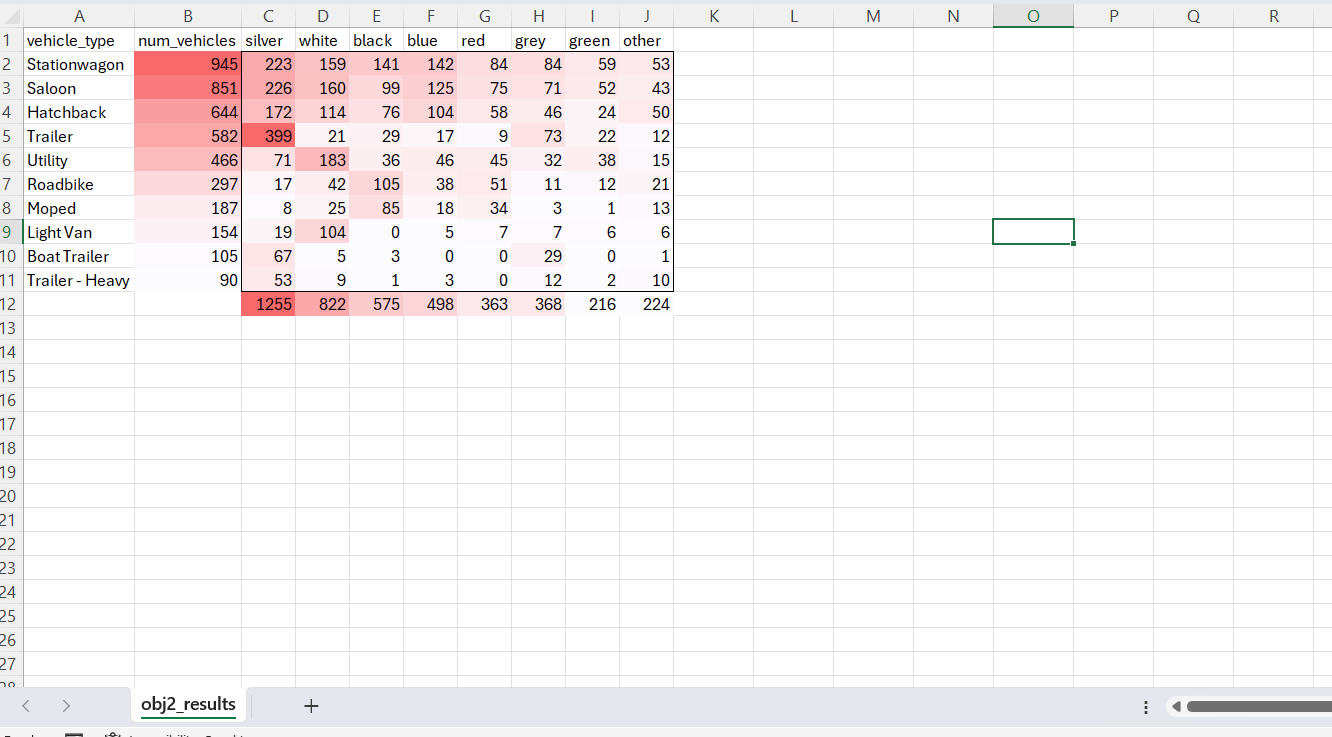 A B C D E F G H I J K L M N O P Q R
1 vehicle_type num_vehicles silver white black blue red grey green other
2 Stationwagon 945 223 159 141 142 84 84 59 53
3 Saloon 851 226 160 99 125 75 71 52 43
4 Hatchback 644 172 114 76 104 58 46 24 50
5 Trailer 582 399 21 29 17 9 73 22 12
6 Utility 466 71 183 36 46 45 32 38 15
7 Roadbike 297 17 42 105 38 51 11 12 21
8 Moped 187 8 25 85 18 34 3 1 13
9 Light Van 154 19 104 0 5 7 7 6 6
10 Boat Trailer 105 67 5 3 0 0 29 0 1
11 Trailer - Heavy 90 53 9 1 3 0 12 2 10
12 1255 822 575 498 363 368 216 224
13
14
15
16
17
18
19
20
21
22
23
24
25
26
27
28
obj2_results